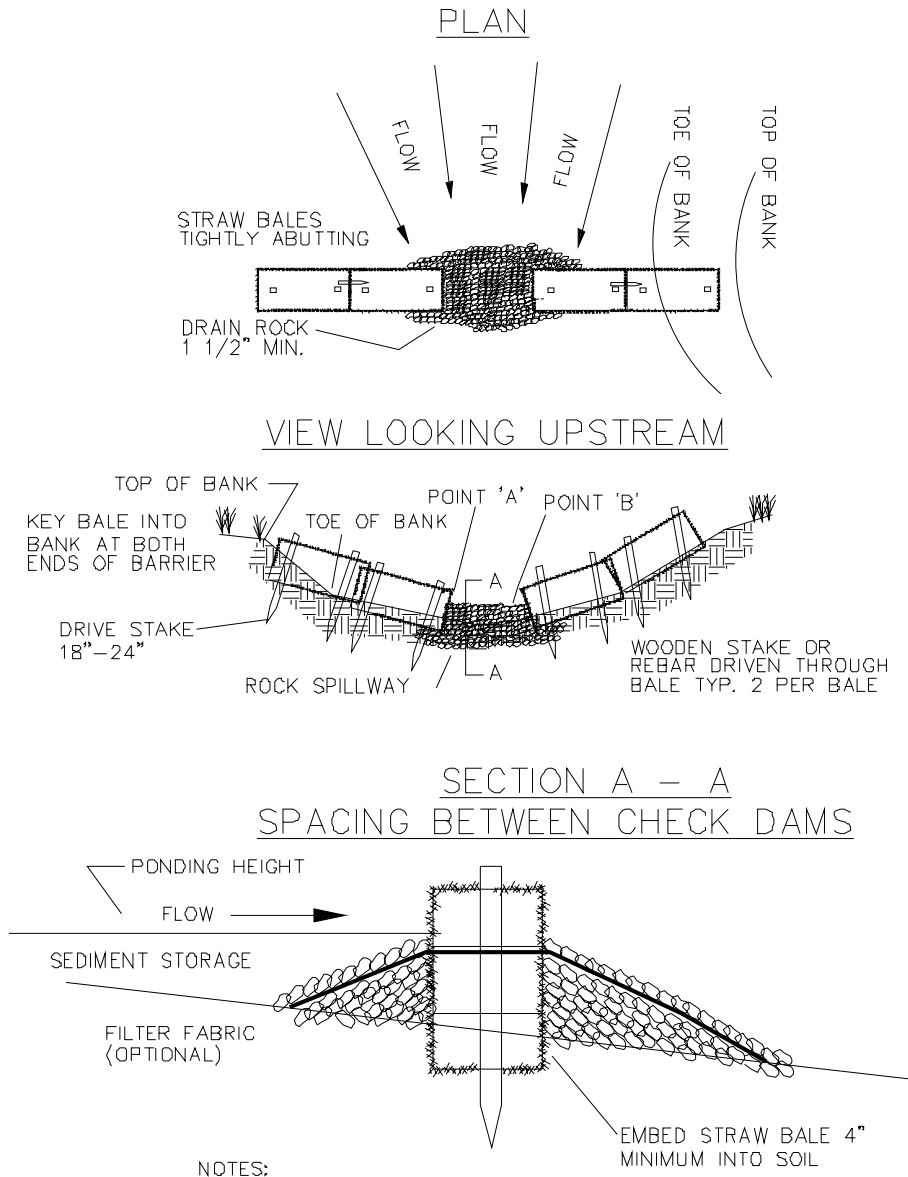 PLAN
FLOW
FLOW
FLOW
TOE OF BANK
TOP OF BANK
STRAW BALES
TIGHTLY ABUTTING
DRAIN ROCK
1 1/2" MIN.
VIEW LOOKING UPSTREAM
TOP OF BANK
POINT 'A'
POINT 'B'
KEY BALE INTO
BANK AT BOTH
ENDS OF BARRIER
TOE OF BANK
A
DRIVE STAKE
18"-24"
WOODEN STAKE OR
REBAR DRIVEN THROUGH
BALE TYP. 2 PER BALE
ROCK SPILLWAY
A
SECTION A - A
SPACING BETWEEN CHECK DAMS
PONDING HEIGHT
FLOW
SEDIMENT STORAGE
FILTER FABRIC
(OPTIONAL)
EMBED STRAW BALE 4"
MINIMUM INTO SOIL
NOTES: